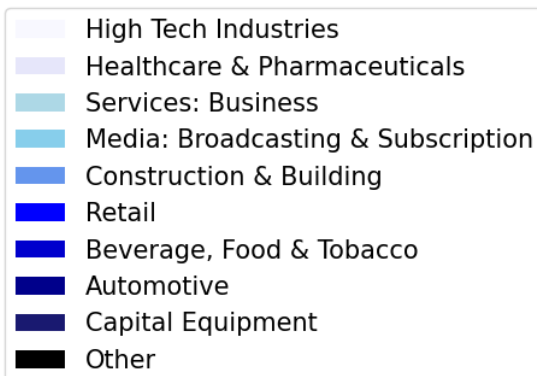 High Tech Industries
Healthcare & Pharmaceuticals
Services: Business
Media: Broadcasting & Subscription
Construction & Building
Retail
Beverage, Food & Tobacco
Automotive
Capital Equipment
Other